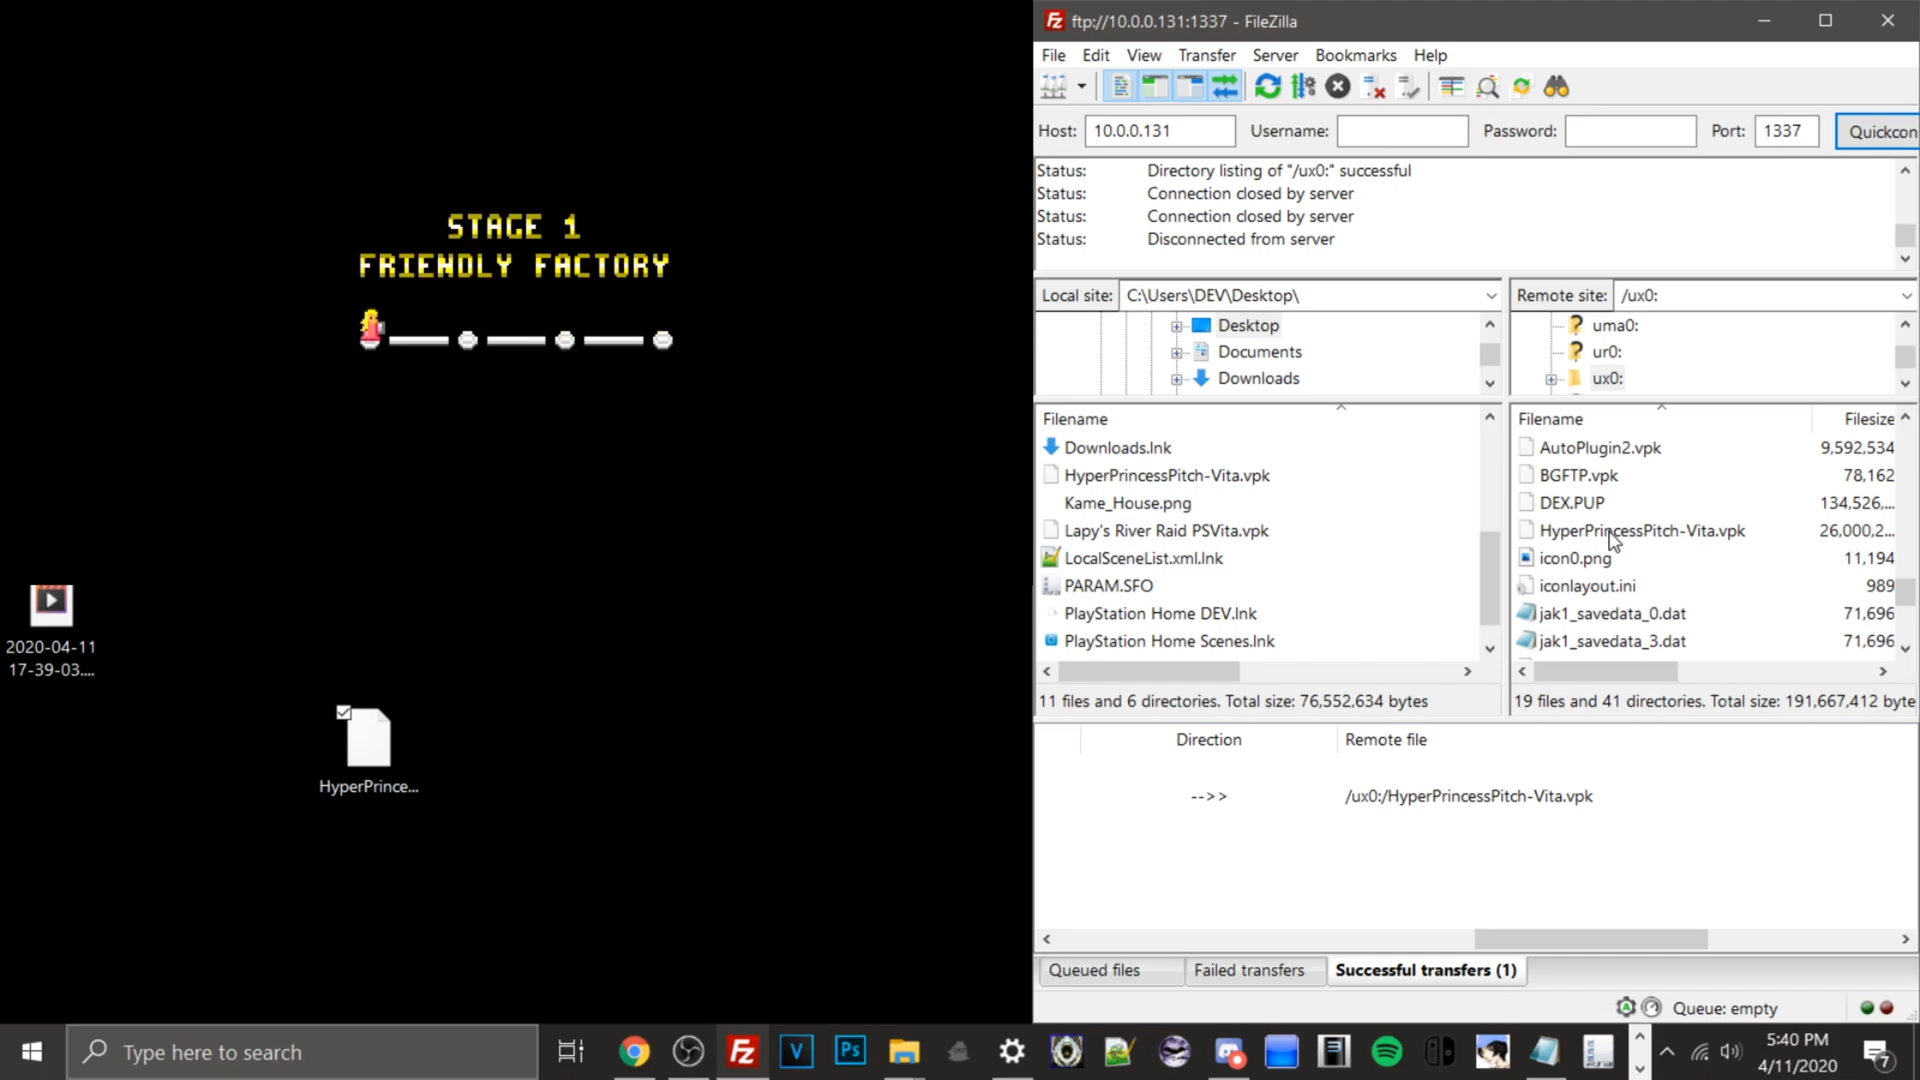 STAGE 1
FRIENDLY FACTORY
2020-04-11
17-39-03....
HyperPrince...
ftp://10.0.0.131:1337 - FileZilla
File Edit View Transfer Server Bookmarks Help
Host: 10.0.0.131 Username: Password: Port: 1337 Quickcon
Status: Directory listing of "/ux0:" successful
Status: Connection closed by server
Status: Connection closed by server
Status: Disconnected from server
Local site: C:\Users\DEV\Desktop\
Desktop
Documents
Downloads
Remote site: /ux0:
uma0:
ur0:
ux0:
Filename
Downloads.lnk
HyperPrincessPitch-Vita.vpk
Kame_House.png
Lapy's River Raid PSVita.vpk
LocalSceneList.xml.lnk
PARAM.SFO
PlayStation Home DEV.lnk
PlayStation Home Scenes.lnk
11 files and 6 directories. Total size: 76,552,634 bytes
Filename Filesize
AutoPlugin2.vpk 9,592,534
BGFTP.vpk 78,162
DEX.PUP 134,526,...
HyperPrincessPitch-Vita.vpk 26,000,2...
icon0.png 11,194
iconlayout.ini 989
jak1_savedata_0.dat 71,696
jak1_savedata_3.dat 71,696
19 files and 41 directories. Total size: 191,667,412 byte
Direction Remote file
-->> /ux0:/HyperPrincessPitch-Vita.vpk
Queued files Failed transfers Successful transfers (1)
Queue: empty
Type here to search
5:40 PM
4/11/2020
7